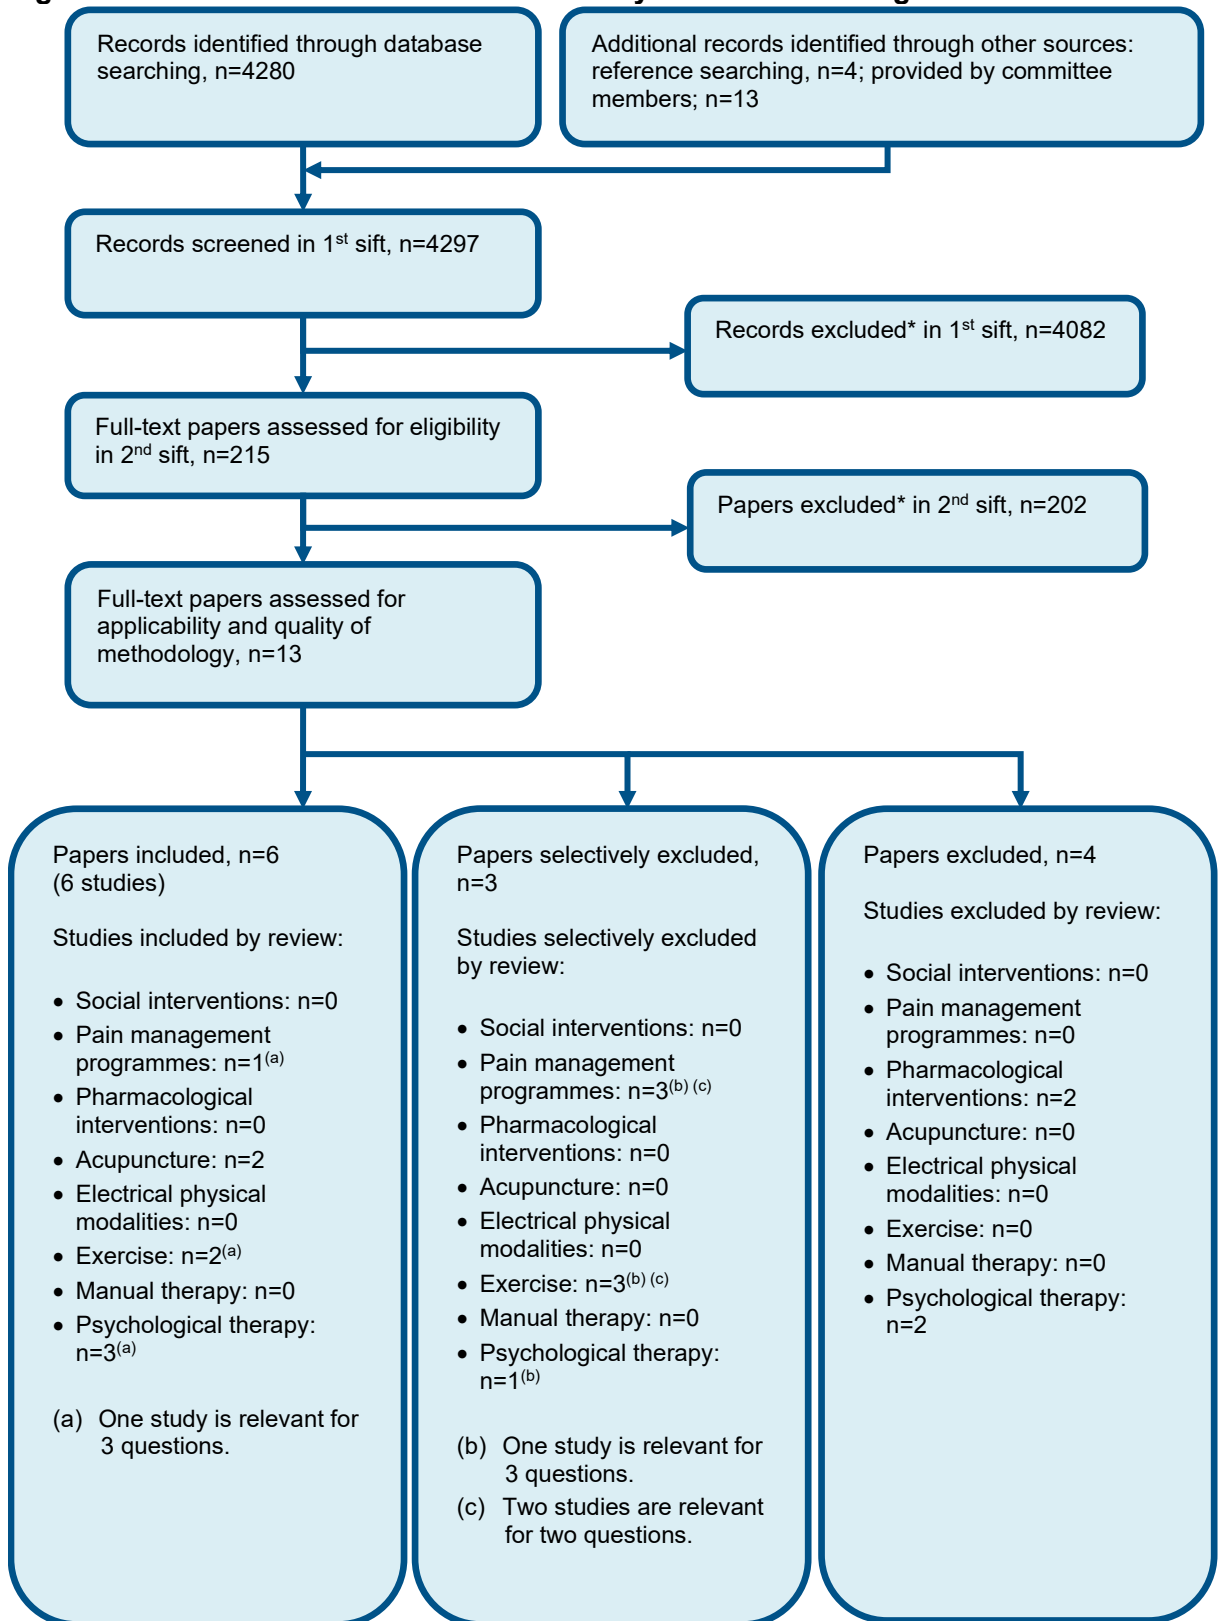 Records identified through database
searching, n=4280
Additional records identified through other sources:
reference searching, n=4; provided by committee
members; n=13
Records screened in 1st sift, n=4297
Records excluded* in 1st sift, n=4082
Full-text papers assessed for eligibility
in 2nd sift, n=215
Papers excluded* in 2nd sift, n=202
Full-text papers assessed for
applicability and quality of
methodology, n=13
Papers included, n=6
(6 studies)
Studies included by review:
• Social interventions: n=0
• Pain management
programmes: n=1(a)
• Pharmacological
interventions: n=0
• Acupuncture: n=2
• Electrical physical
modalities: n=0
• Exercise: n=2(a)
• Manual therapy: n=0
• Psychological therapy:
n=3(a)
(a) One study is relevant for
3 questions.
Papers selectively excluded,
n=3
Studies selectively excluded
by review:
• Social interventions: n=0
• Pain management
programmes: n=3(b) (c)
• Pharmacological
interventions: n=0
• Acupuncture: n=0
• Electrical physical
modalities: n=0
• Exercise: n=3(b) (c)
• Manual therapy: n=0
• Psychological therapy:
n=1(b)
(b) One study is relevant for
3 questions.
(c) Two studies are relevant
for two questions.
Papers excluded, n=4
Studies excluded by review:
• Social interventions: n=0
• Pain management
programmes: n=0
• Pharmacological
interventions: n=2
• Acupuncture: n=0
• Electrical physical
modalities: n=0
• Exercise: n=0
• Manual therapy: n=0
• Psychological therapy:
n=2